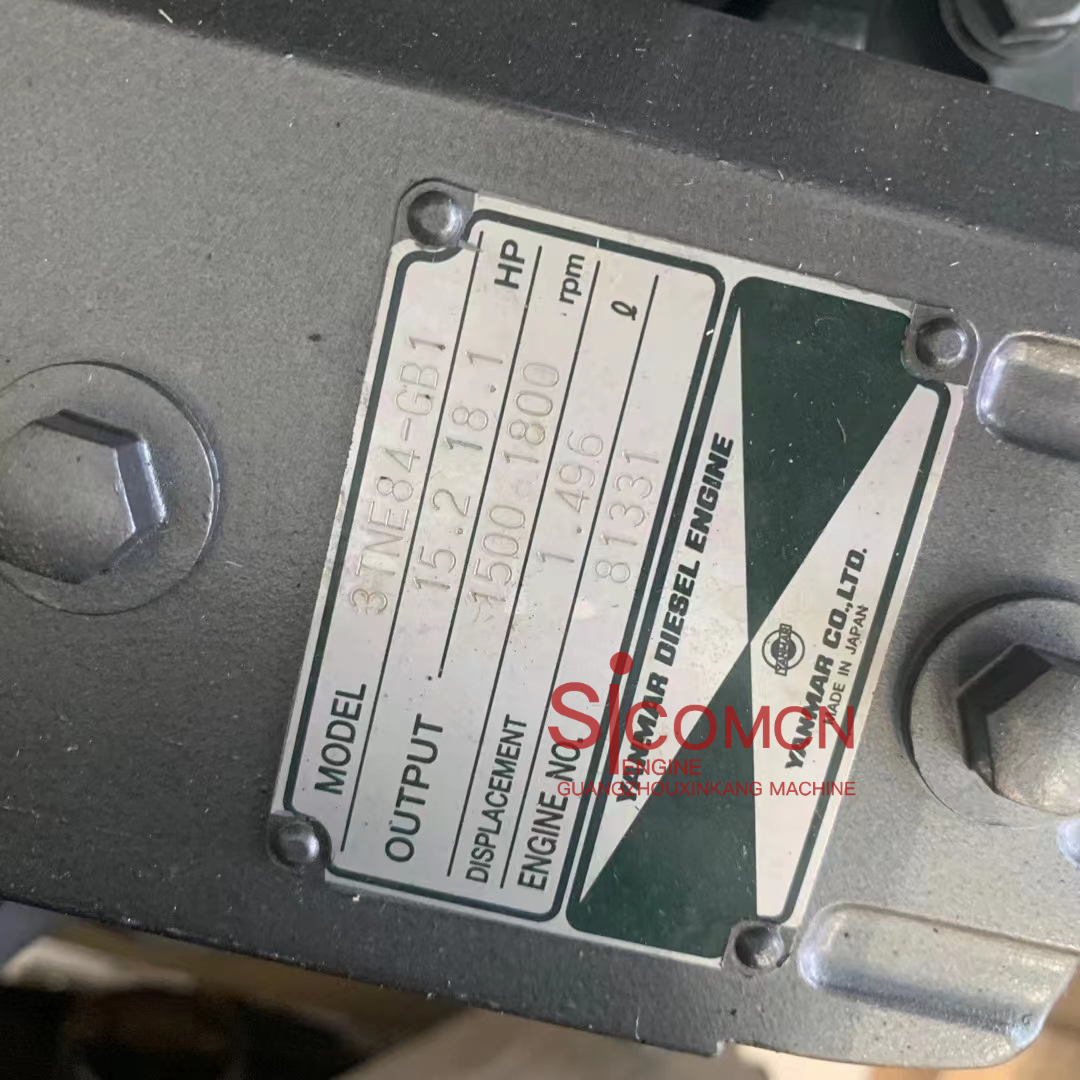 MODEL 3TNE84-GB1
OUTPUT 15.2 18.1 HP
1500 1800 rpm
DISPLACEMENT 1.496 ℓ
ENGINE NO. 81331
YANMAR DIESEL ENGINE
YANMAR
YANMAR CO.,LTD.
MADE IN JAPAN
SiCOMCN
ENGINE
GUANGZHOUXINKANG MACHINE